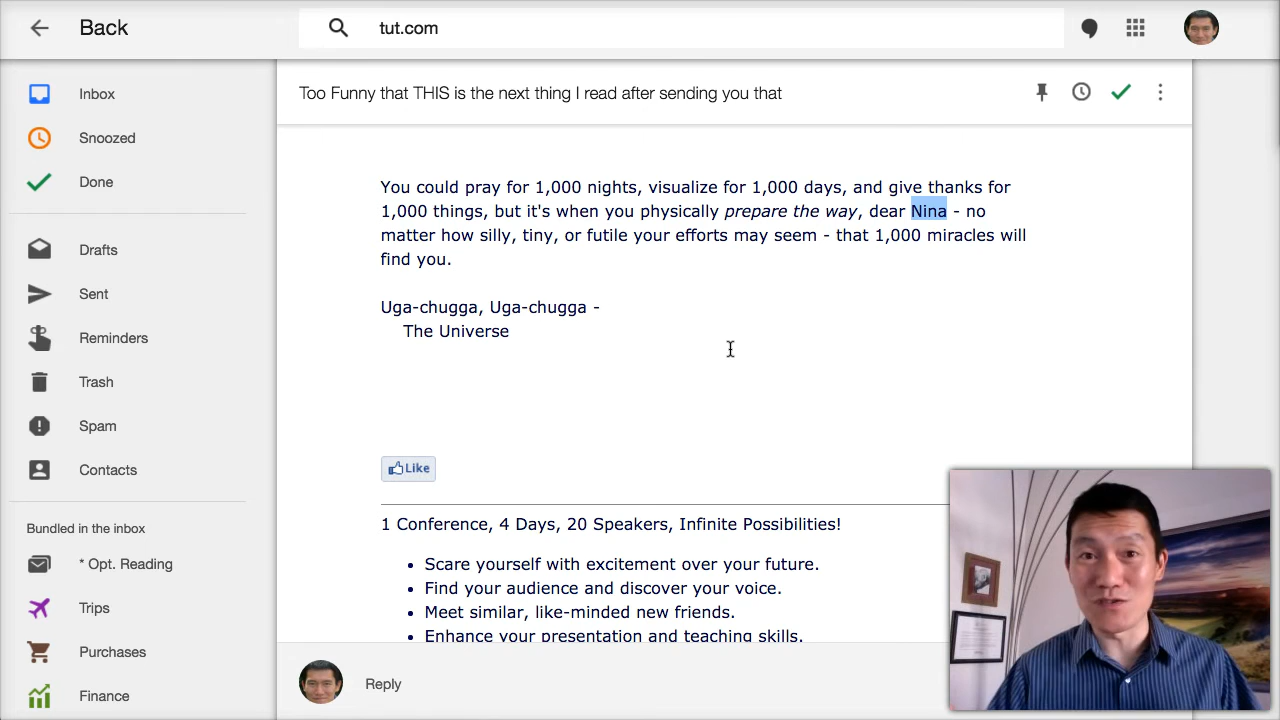 Back
tut.com
Inbox
Snoozed
Done
Drafts
Sent
Reminders
Trash
Spam
Contacts
Bundled in the inbox
* Opt. Reading
Trips
Purchases
Finance
Too Funny that THIS is the next thing I read after sending you that
You could pray for 1,000 nights, visualize for 1,000 days, and give thanks for
1,000 things, but it's when you physically prepare the way, dear Nina - no
matter how silly, tiny, or futile your efforts may seem - that 1,000 miracles will
find you.
Uga-chugga, Uga-chugga -
The Universe
Like
1 Conference, 4 Days, 20 Speakers, Infinite Possibilities!
• Scare yourself with excitement over your future.
• Find your audience and discover your voice.
• Meet similar, like-minded new friends.
• Enhance your presentation and teaching skills.
Reply